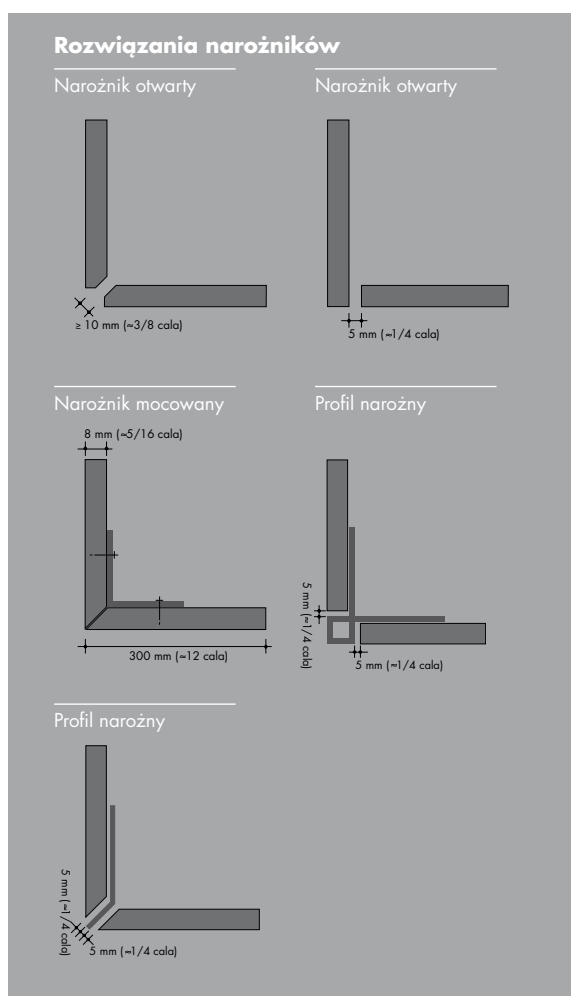 Rozwiązania narożników
Narożnik otwarty
≥ 10 mm (≈3/8 cala)
Narożnik otwarty
5 mm (≈1/4 cala)
Narożnik mocowany
8 mm (≈5/16 cala)
300 mm (≈12 cala)
Profil narożny
5 mm (≈1/4 cala)
5 mm (≈1/4 cala)
Profil narożny
5 mm (≈1/4 cala)
5 mm (≈1/4 cala)